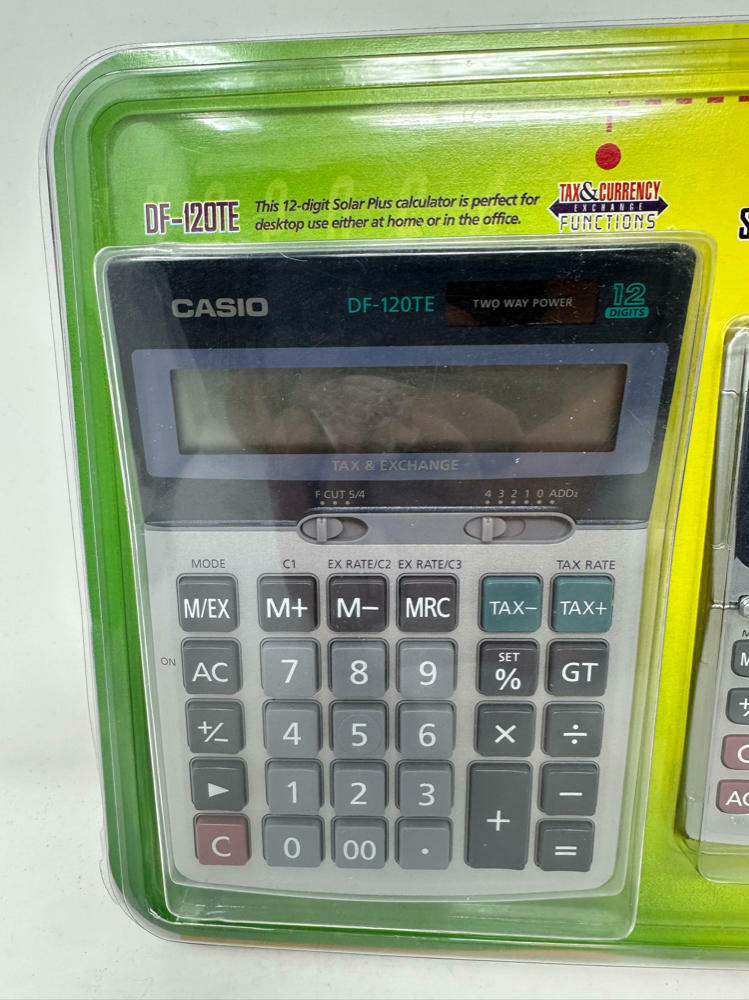 DF-120TE
This 12-digit Solar Plus calculator is perfect for
desktop use either at home or in the office.
TAX & CURRENCY
EXCHANGE
FUNCTIONS
CASIO
DF-120TE
TWO WAY POWER
12
DIGITS
TAX & EXCHANGE
F CUT 5/4
4 3 2 1 0 ADD₂
MODE C1 EX RATE/C2 EX RATE/C3 TAX RATE
M/EX M+ M− MRC TAX− TAX+
ON AC 7 8 9 SET % GT
+/− 4 5 6 × ÷
▶ 1 2 3 + −
C 0 00 . =